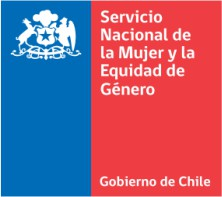 Servicio
Nacional de
la Mujer y la
Equidad de
Género
Gobierno de Chile